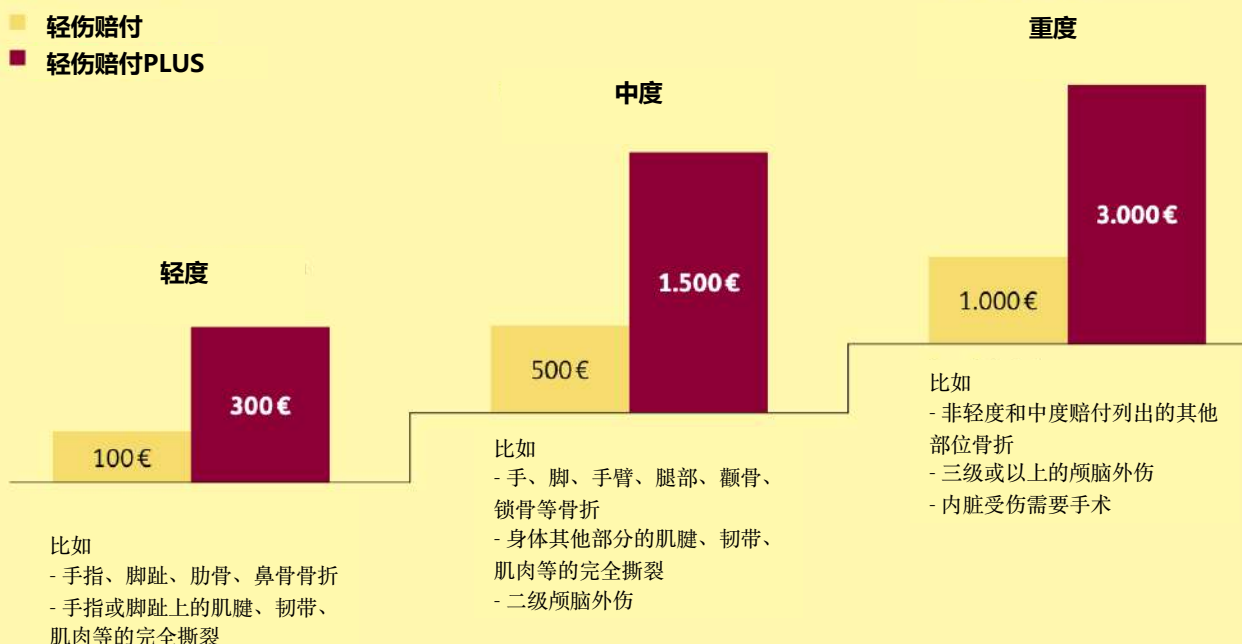 轻伤赔付
轻伤赔付PLUS
轻度
100€
300€
比如
- 手指、脚趾、肋骨、鼻骨骨折
- 手指或脚趾上的肌腱、韧带、
肌肉等的完全撕裂
中度
500€
1.500€
比如
- 手、脚、手臂、腿部、颧骨、
锁骨等骨折
- 身体其他部分的肌腱、韧带、
肌肉等的完全撕裂
- 二级颅脑外伤
重度
1.000€
3.000€
比如
- 非轻度和中度赔付列出的其他
部位骨折
- 三级或以上的颅脑外伤
- 内脏受伤需要手术